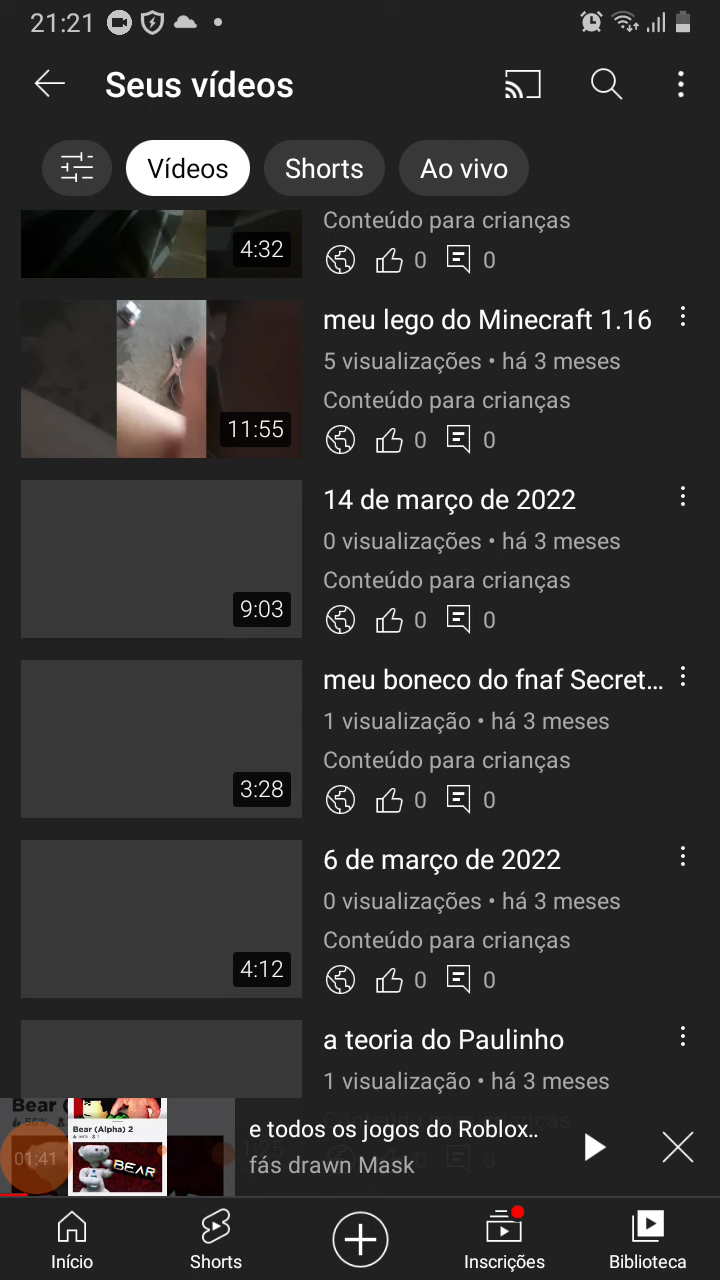 21:21
Seus vídeos
Vídeos
Shorts
Ao vivo
4:32
Conteúdo para crianças
0
0
meu lego do Minecraft 1.16
5 visualizações • há 3 meses
Conteúdo para crianças
0
0
11:55
14 de março de 2022
0 visualizações • há 3 meses
Conteúdo para crianças
0
0
9:03
meu boneco do fnaf Secret...
1 visualização • há 3 meses
Conteúdo para crianças
0
0
3:28
6 de março de 2022
0 visualizações • há 3 meses
Conteúdo para crianças
0
0
4:12
a teoria do Paulinho
1 visualização • há 3 meses
Bear (
01:41
Bear (Alpha) 2
BEAR
e todos os jogos do Roblox..
fás drawn Mask
Início
Shorts
Inscrições
Biblioteca